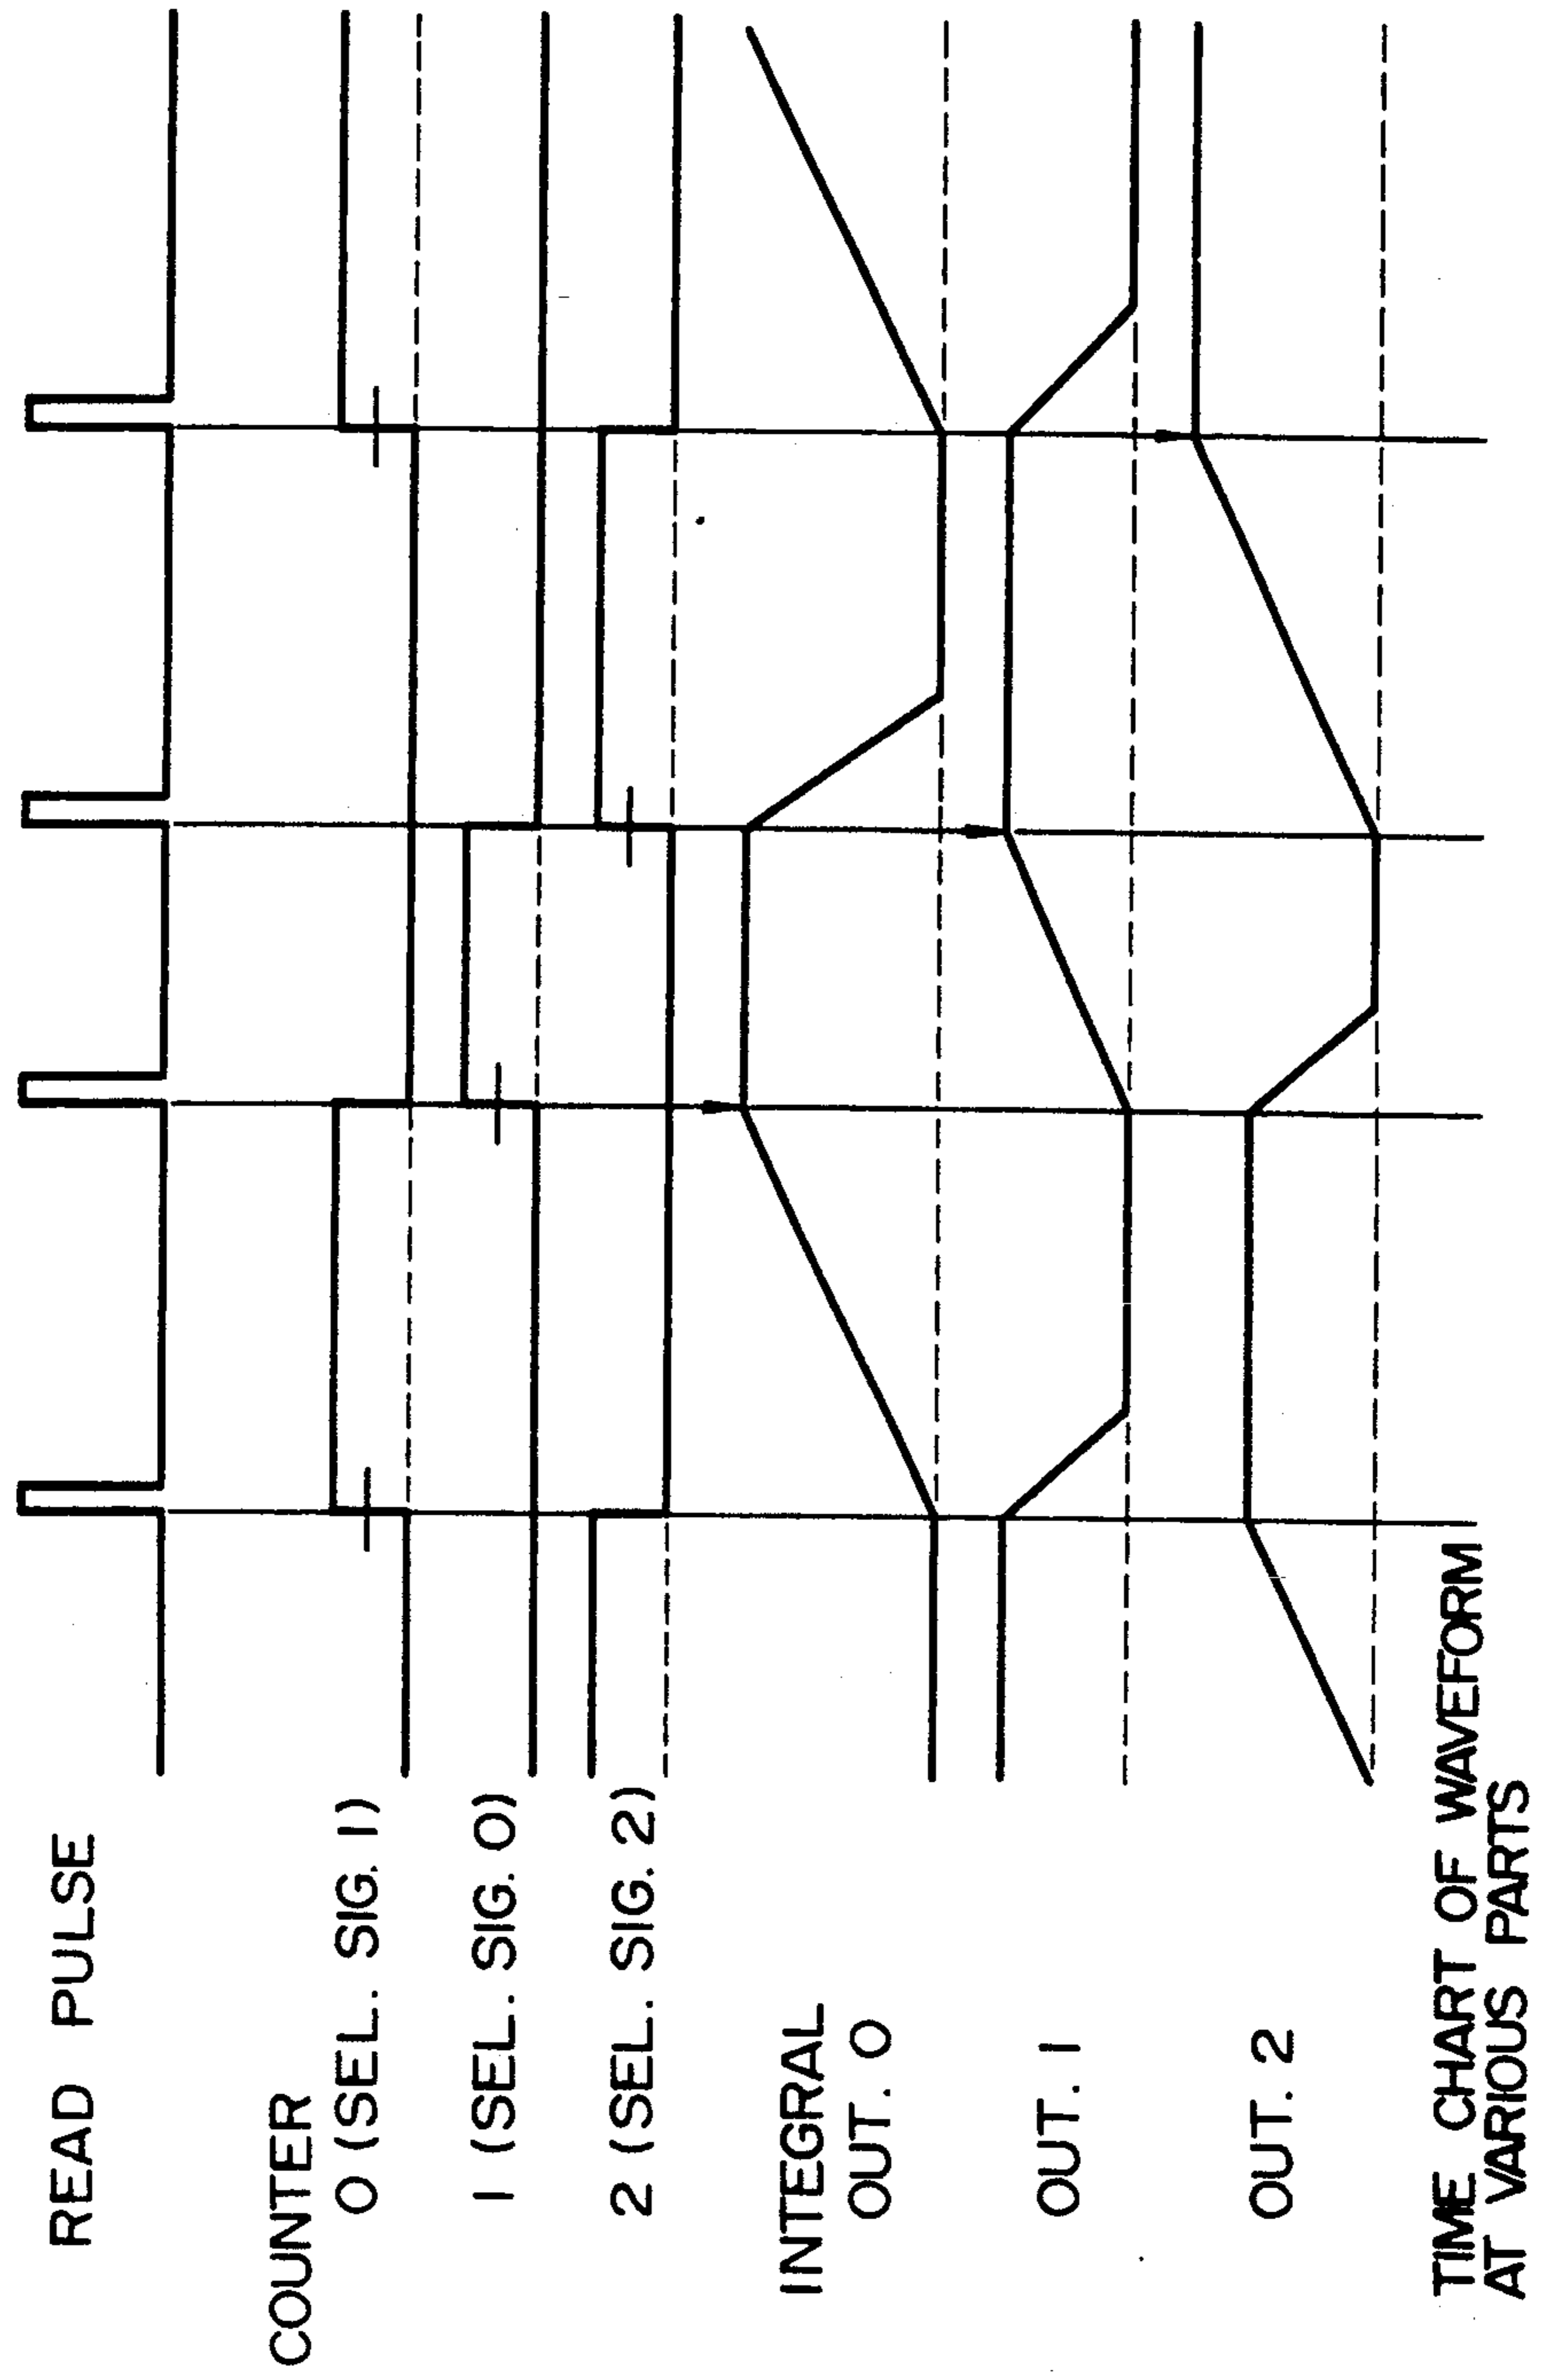 READ PULSE
COUNTER
0 (SEL. SIG. 1)
1 (SEL. SIG. 0)
2 (SEL. SIG. 2)
INTEGRAL
OUT. 0
OUT. 1
OUT. 2
TIME CHART OF WAVEFORM
AT VARIOUS PARTS